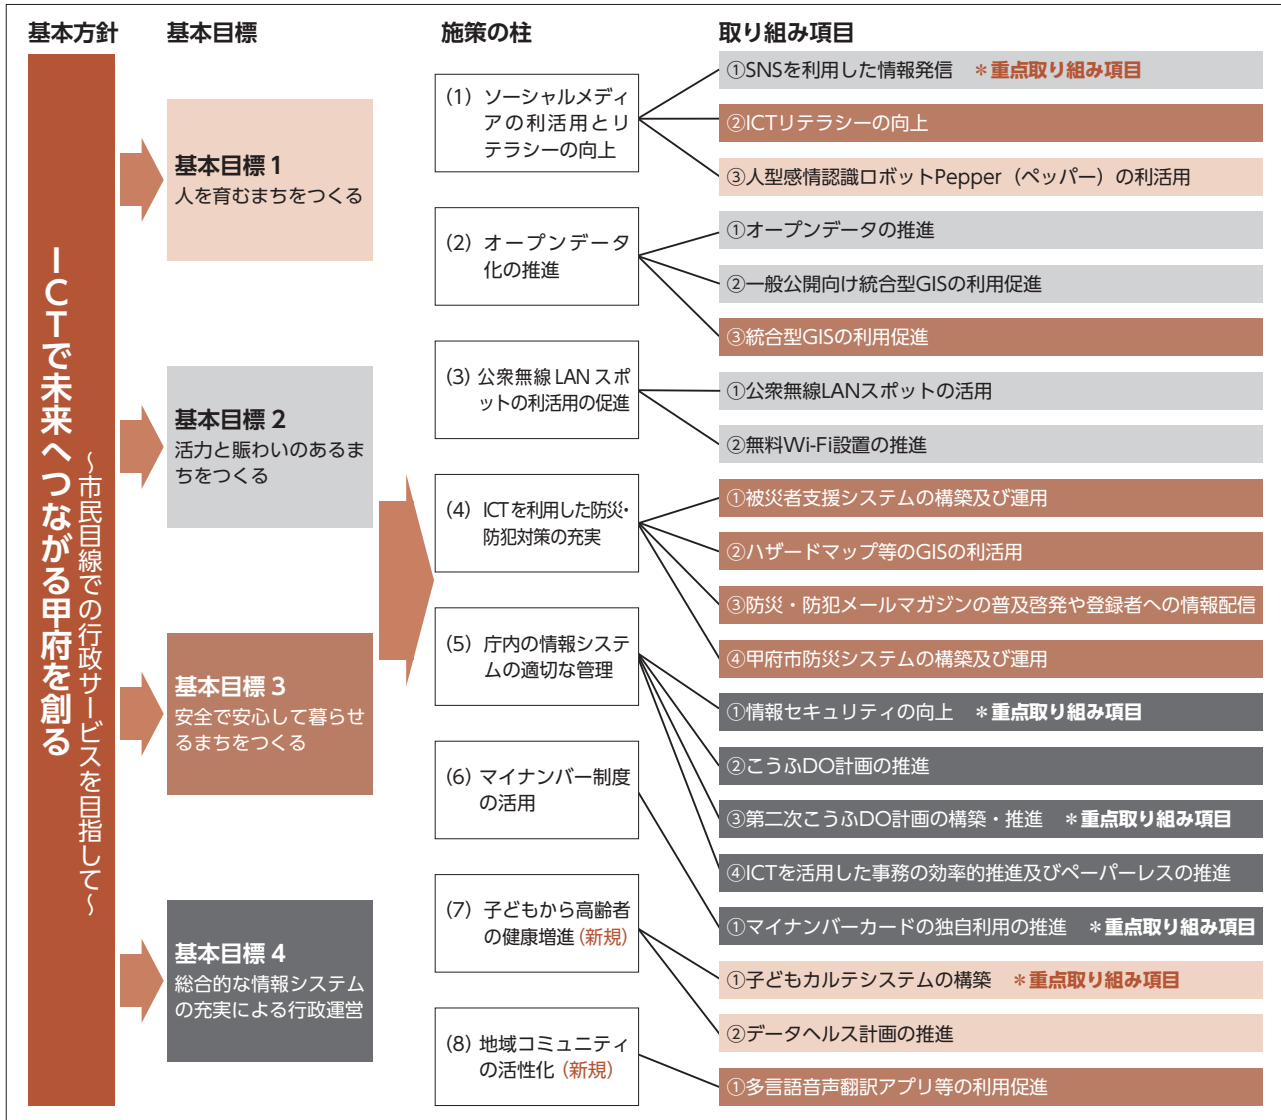 基本方針
基本目標
施策の柱
取り組み項目
ICTで未来へつながる甲府を創る
～市民目線での行政サービスを目指して～
基本目標 1
人を育むまちをつくる
基本目標 2
活力と賑わいのあるま
ちをつくる
基本目標 3
安全で安心して暮らせ
るまちをつくる
基本目標 4
総合的な情報システム
の充実による行政運営
(1) ソーシャルメディ
アの利活用とリ
テラシーの向上
(2) オープンデータ
化の推進
(3) 公衆無線 LAN スポ
ットの利活用の促進
(4) ICTを利用した防災・
防犯対策の充実
(5) 庁内の情報システ
ムの適切な管理
(6) マイナンバー制度
の活用
(7) 子どもから高齢者
の健康増進 (新規)
(8) 地域コミュニティ
の活性化 (新規)
①SNSを利用した情報発信 ＊重点取り組み項目
②ICTリテラシーの向上
③人型感情認識ロボットPepper（ペッパー）の利活用
①オープンデータの推進
②一般公開向け統合型GISの利用促進
③統合型GISの利用促進
①公衆無線LANスポットの活用
②無料Wi-Fi設置の推進
①被災者支援システムの構築及び運用
②ハザードマップ等のGISの利活用
③防災・防犯メールマガジンの普及啓発や登録者への情報配信
④甲府市防災システムの構築及び運用
①情報セキュリティの向上 ＊重点取り組み項目
②こうふDO計画の推進
③第二次こうふDO計画の構築・推進 ＊重点取り組み項目
④ICTを活用した事務の効率的推進及びペーパーレスの推進
①マイナンバーカードの独自利用の推進 ＊重点取り組み項目
①子どもカルテシステムの構築 ＊重点取り組み項目
②データヘルス計画の推進
①多言語音声翻訳アプリ等の利用促進